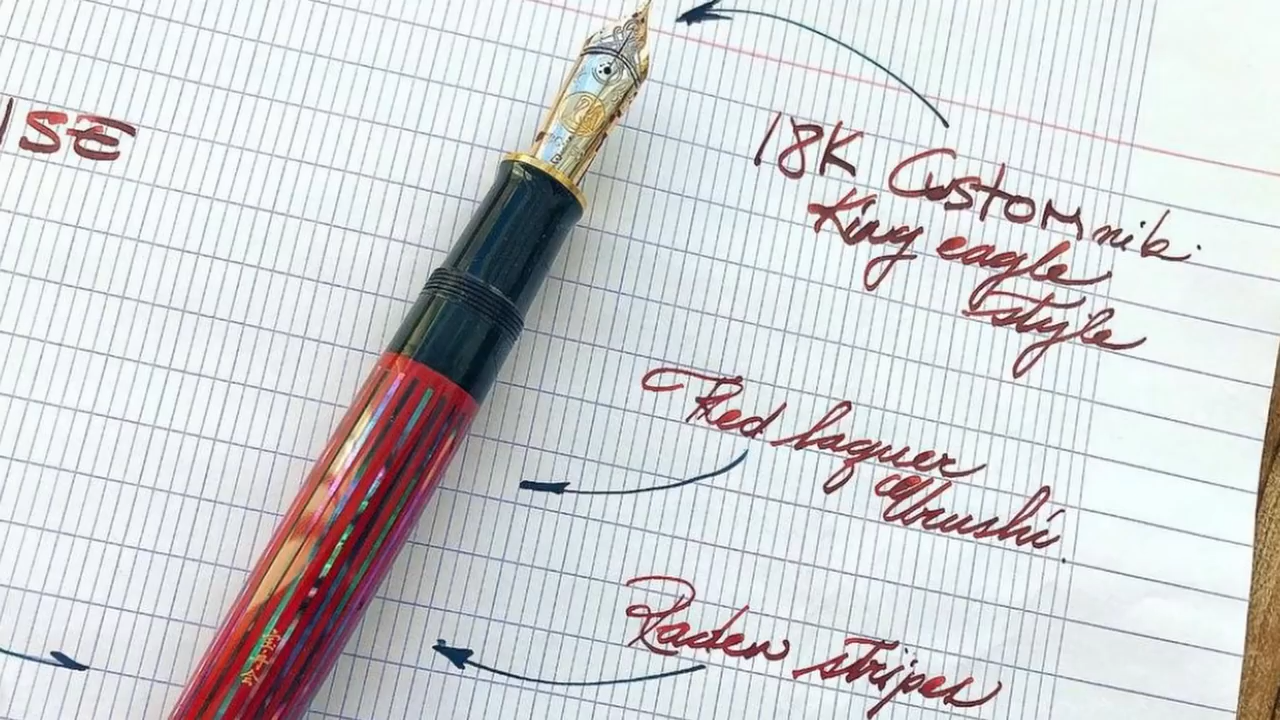 ISE
18K Custom nib.
King eagle
style
Red laquer
Urushi.
Raden stripes